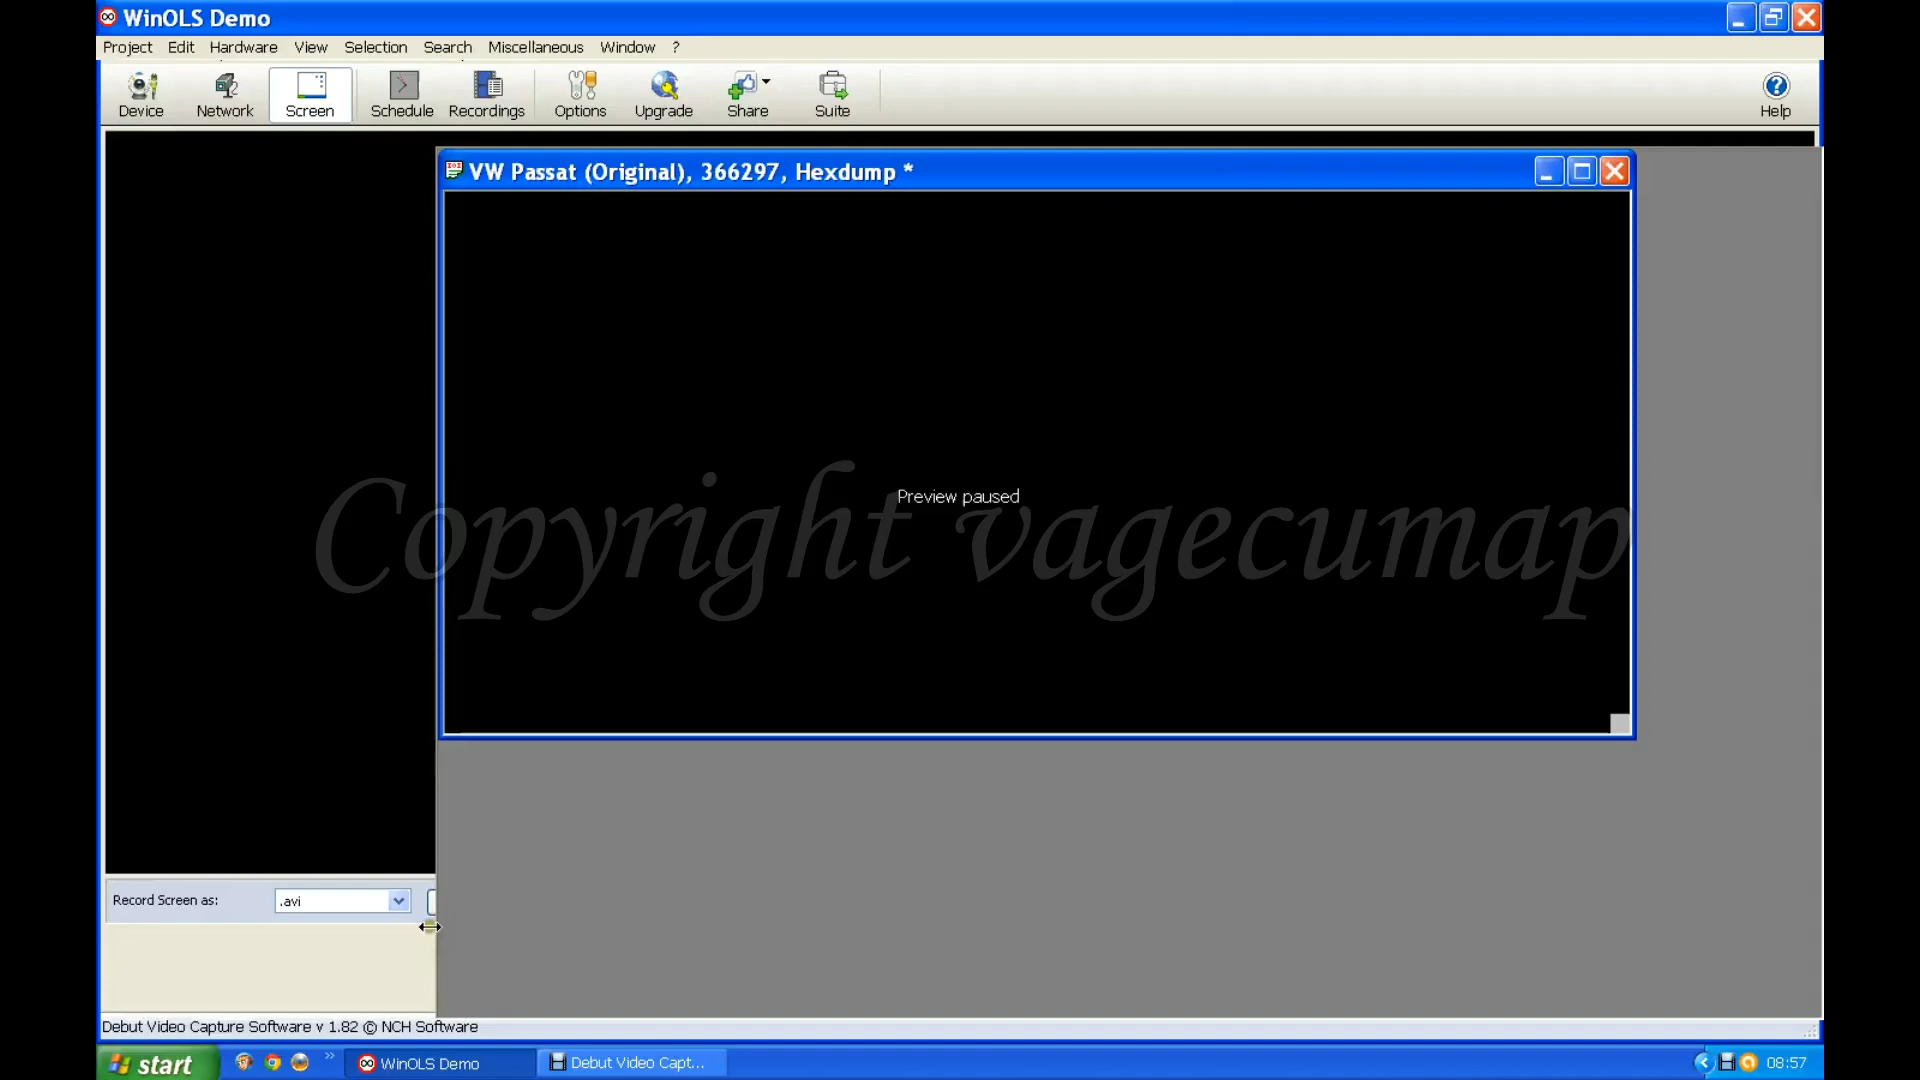 WinOLS Demo
Project Edit Hardware View Selection Search Miscellaneous Window ?
Device Network Screen Schedule Recordings Options Upgrade Share Suite Help
VW Passat (Original), 366297, Hexdump *
Preview paused
Copyright vagecumap
Record Screen as: .avi
Debut Video Capture Software v 1.82 © NCH Software
start » WinOLS Demo Debut Video Capt... 08:57